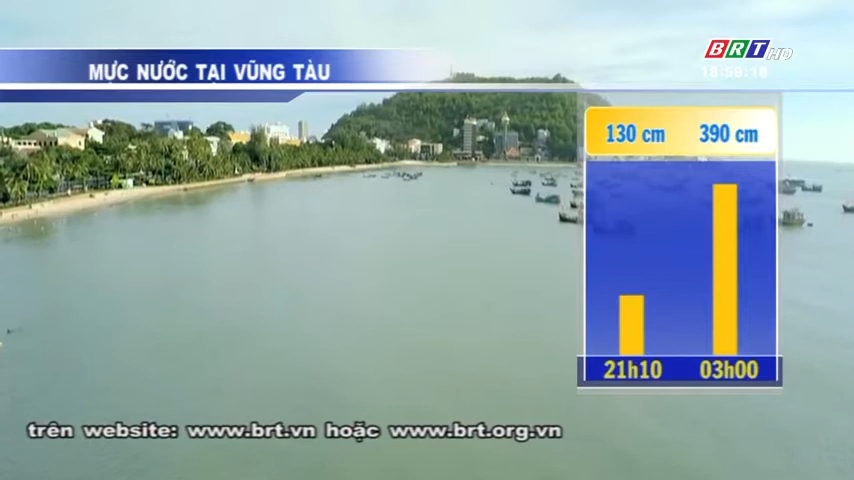 MỰC NƯỚC TẠI VŨNG TÀU
BRT HD
18:59:18
130 cm 390 cm
21h10 03h00
trên website: www.brt.vn hoặc www.brt.org.vn